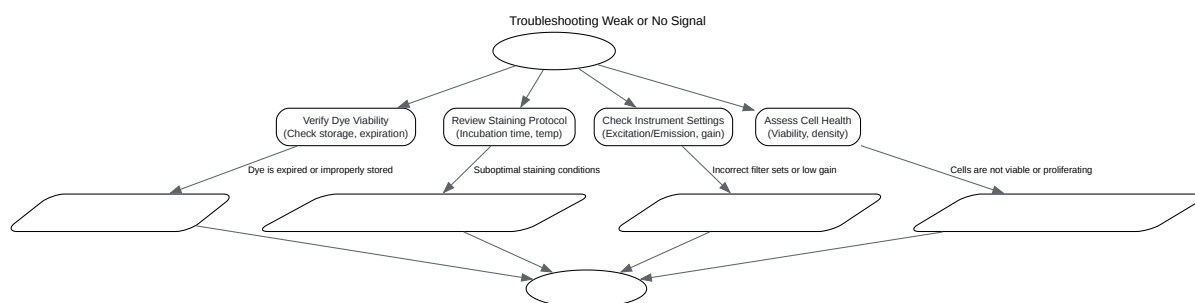 Troubleshooting Weak or No Signal
Verify Dye Viability
(Check storage, expiration)
Review Staining Protocol
(Incubation time, temp)
Check Instrument Settings
(Excitation/Emission, gain)
Assess Cell Health
(Viability, density)
Dye is expired or improperly stored
Suboptimal staining conditions
Incorrect filter sets or low gain
Cells are not viable or proliferating